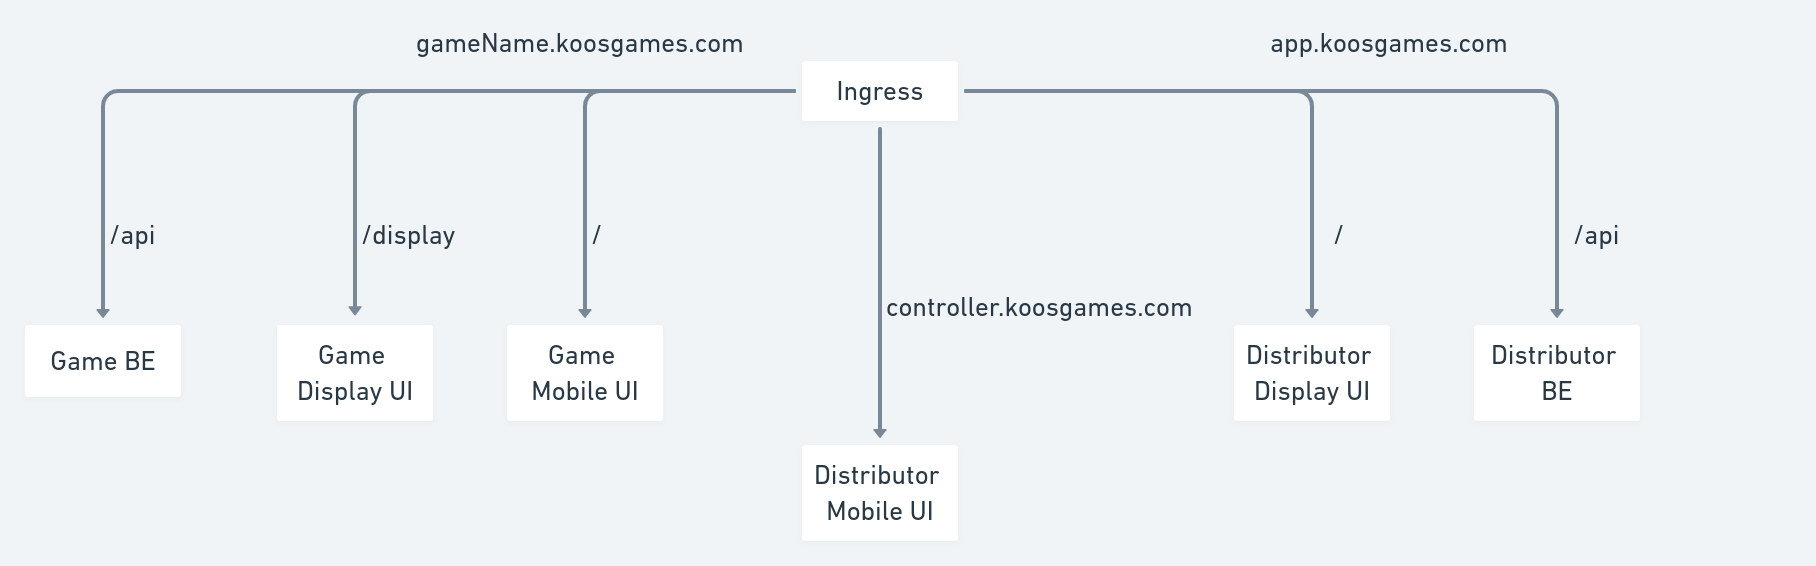 gameName.koosgames.com
app.koosgames.com
Ingress
/api
/display
/
/
/api
controller.koosgames.com
Game BE
Game
Display UI
Game
Mobile UI
Distributor
Display UI
Distributor
BE
Distributor
Mobile UI